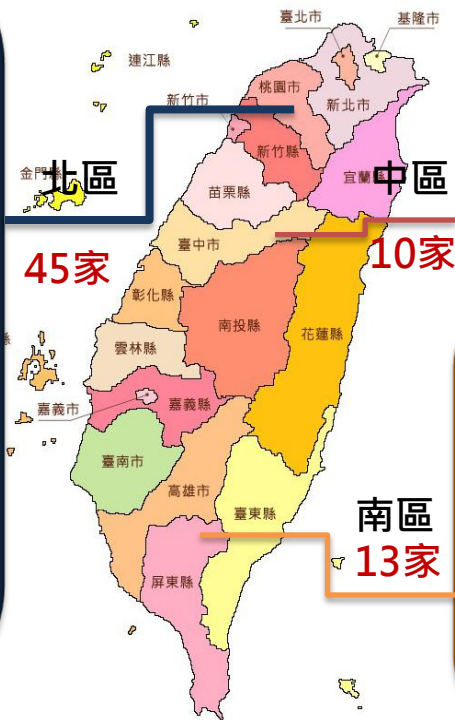 臺北市
基隆市
連江縣
桃園市
新竹市
新北市
金門縣
北區
新竹縣
宜蘭縣
中區
苗栗縣
臺中市
45家
10家
彰化縣
南投縣
花蓮縣
縣
雲林縣
嘉義市
嘉義縣
臺南市
高雄市
臺東縣
南區
13家
屏東縣